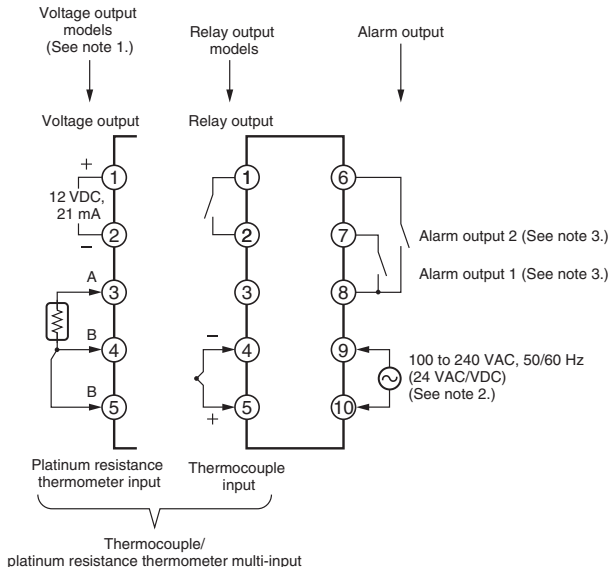 Voltage output
models
(See note 1.)
Relay output
models
Alarm output
Voltage output
Relay output
+
12 VDC,
21 mA
−
A
B
B
1
2
3
4
5
1
2
3
−
4
+
5
6
7
8
9
10
Alarm output 2 (See note 3.)
Alarm output 1 (See note 3.)
100 to 240 VAC, 50/60 Hz
(24 VAC/VDC)
(See note 2.)
Platinum resistance
thermometer input
Thermocouple
input
Thermocouple/
platinum resistance thermometer multi-input